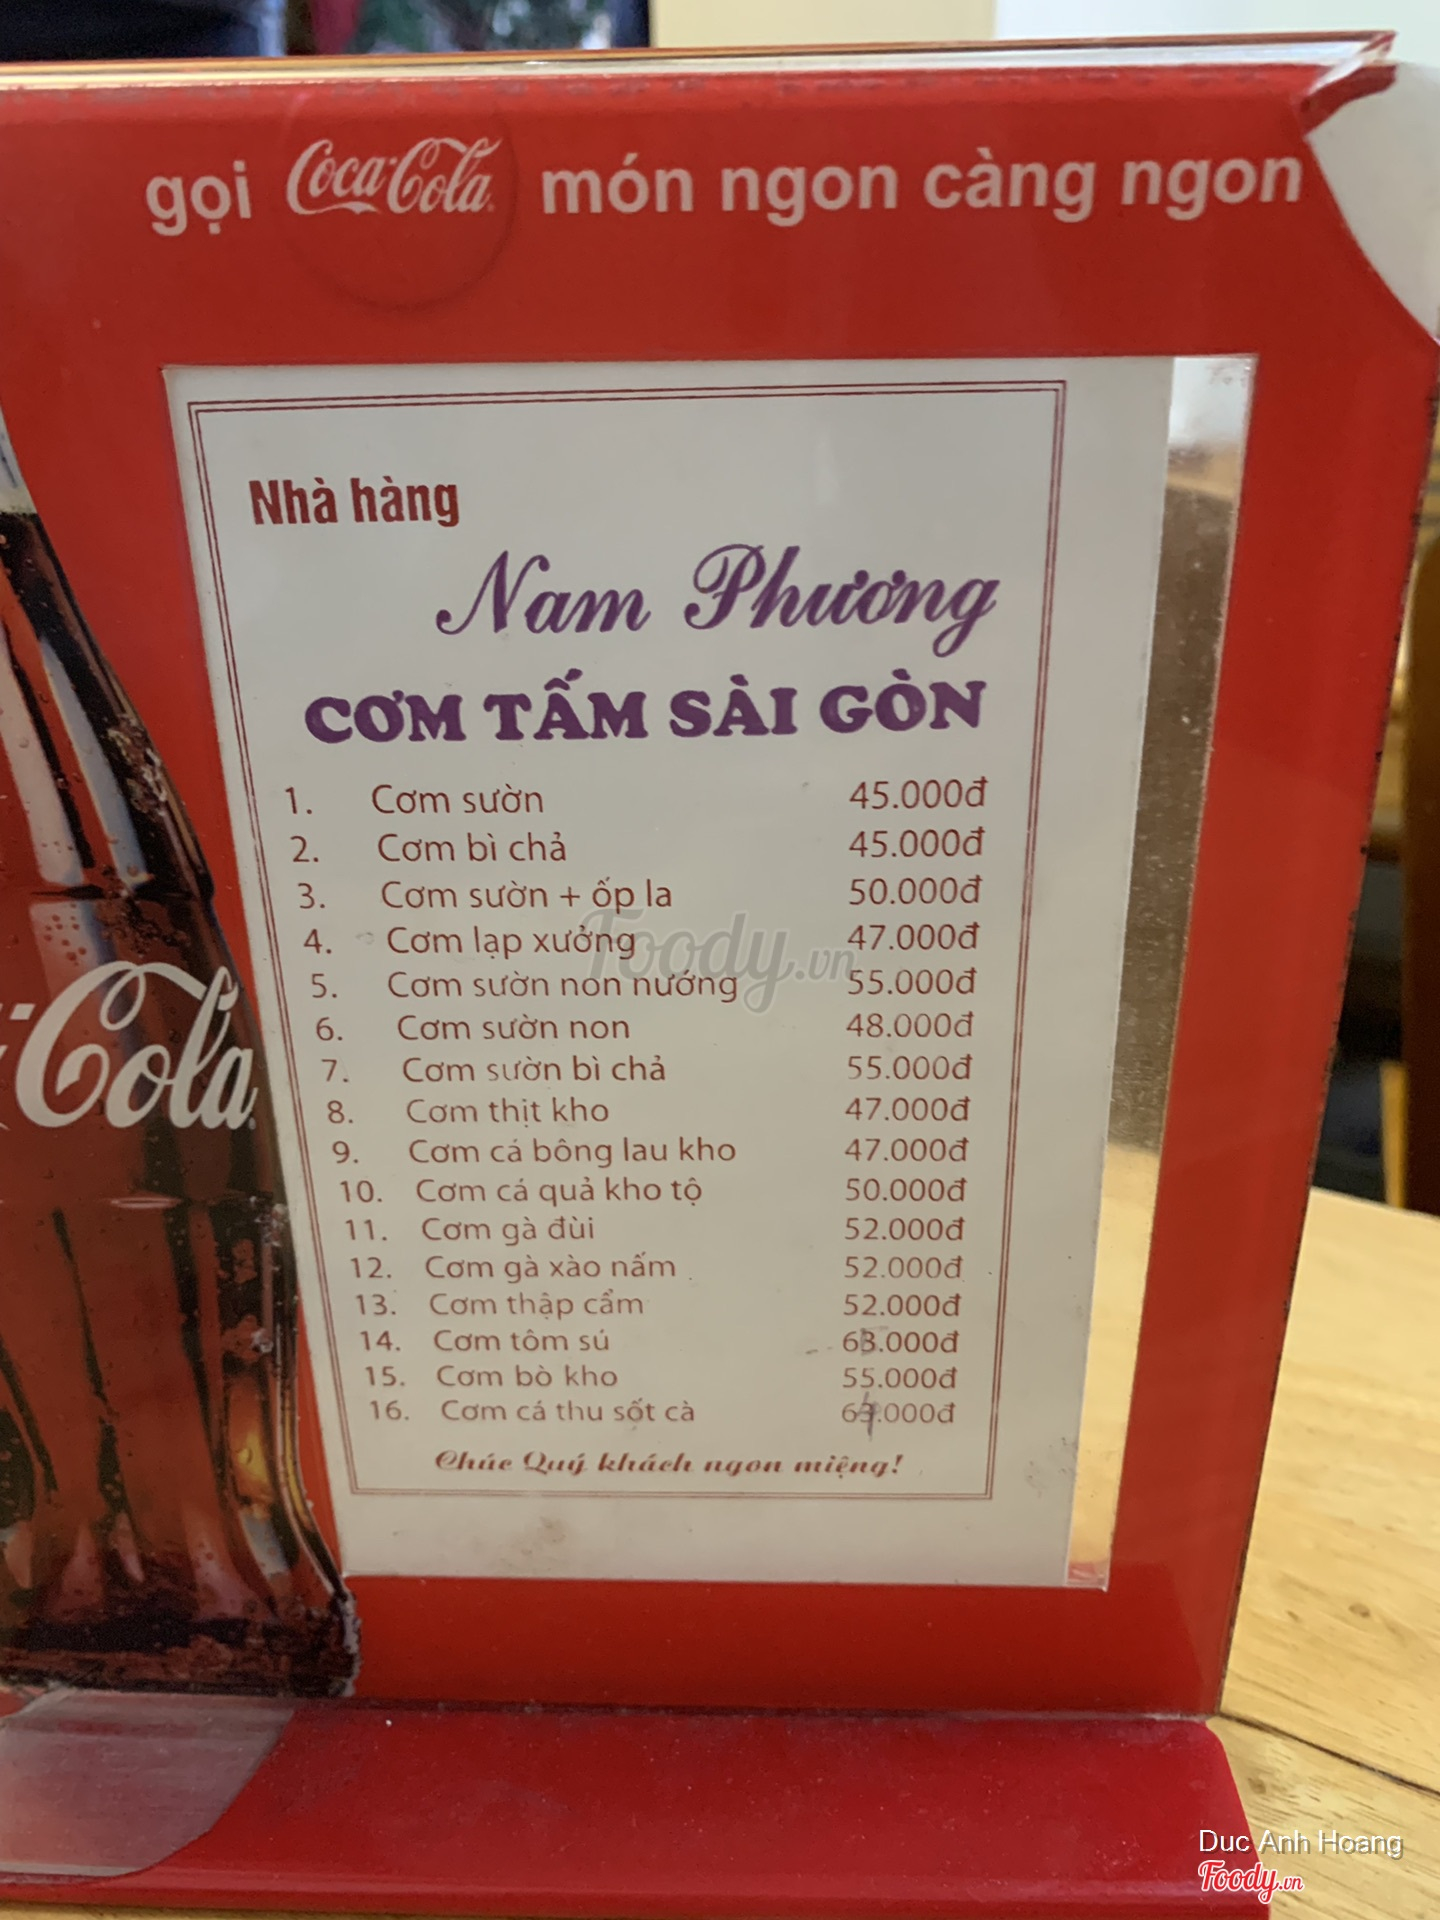 gọi Coca-Cola món ngon càng ngon
Nhà hàng
Nam Phương
CƠM TẤM SÀI GÒN
1. Cơm sườn 45.000đ
2. Cơm bì chả 45.000đ
3. Cơm sườn + ốp la 50.000đ
4. Cơm lạp xưởng 47.000đ
5. Cơm sườn non nướng 55.000đ
6. Cơm sườn non 48.000đ
7. Cơm sườn bì chả 55.000đ
8. Cơm thịt kho 47.000đ
9. Cơm cá bông lau kho 47.000đ
10. Cơm cá quả kho tộ 50.000đ
11. Cơm gà đùi 52.000đ
12. Cơm gà xào nấm 52.000đ
13. Cơm thập cẩm 52.000đ
14. Cơm tôm sú
15. Cơm bò kho 55.000đ
16. Cơm cá thu sốt cà
Chúc Quý khách ngon miệng!
Cola
Foody.vn
Duc Anh Hoang
Foody.vn